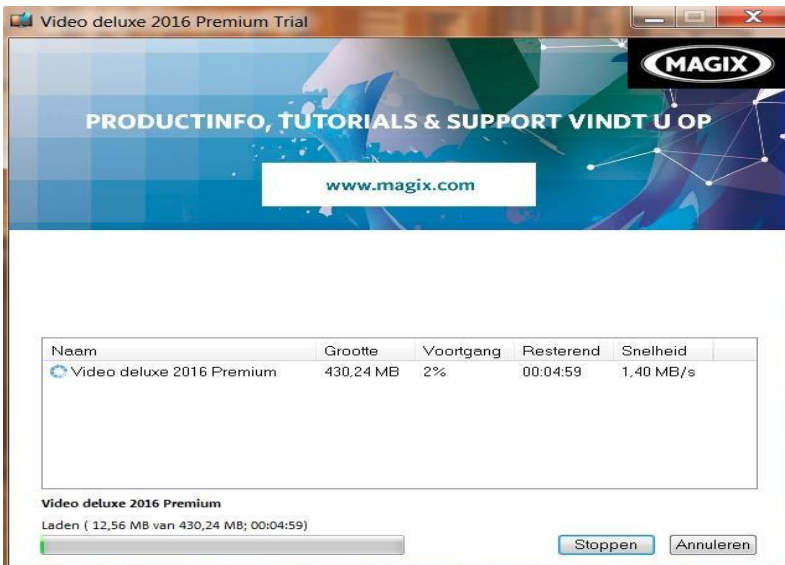 Video deluxe 2016 Premium Trial
MAGIX
PRODUCTINFO, TUTORIALS & SUPPORT VINDT U OP
www.magix.com
Naam Grootte Voortgang Resterend Snelheid
Video deluxe 2016 Premium 430,24 MB 2% 00:04:59 1,40 MB/s
Video deluxe 2016 Premium
Laden ( 12,56 MB van 430,24 MB; 00:04:59)
Stoppen Annuleren